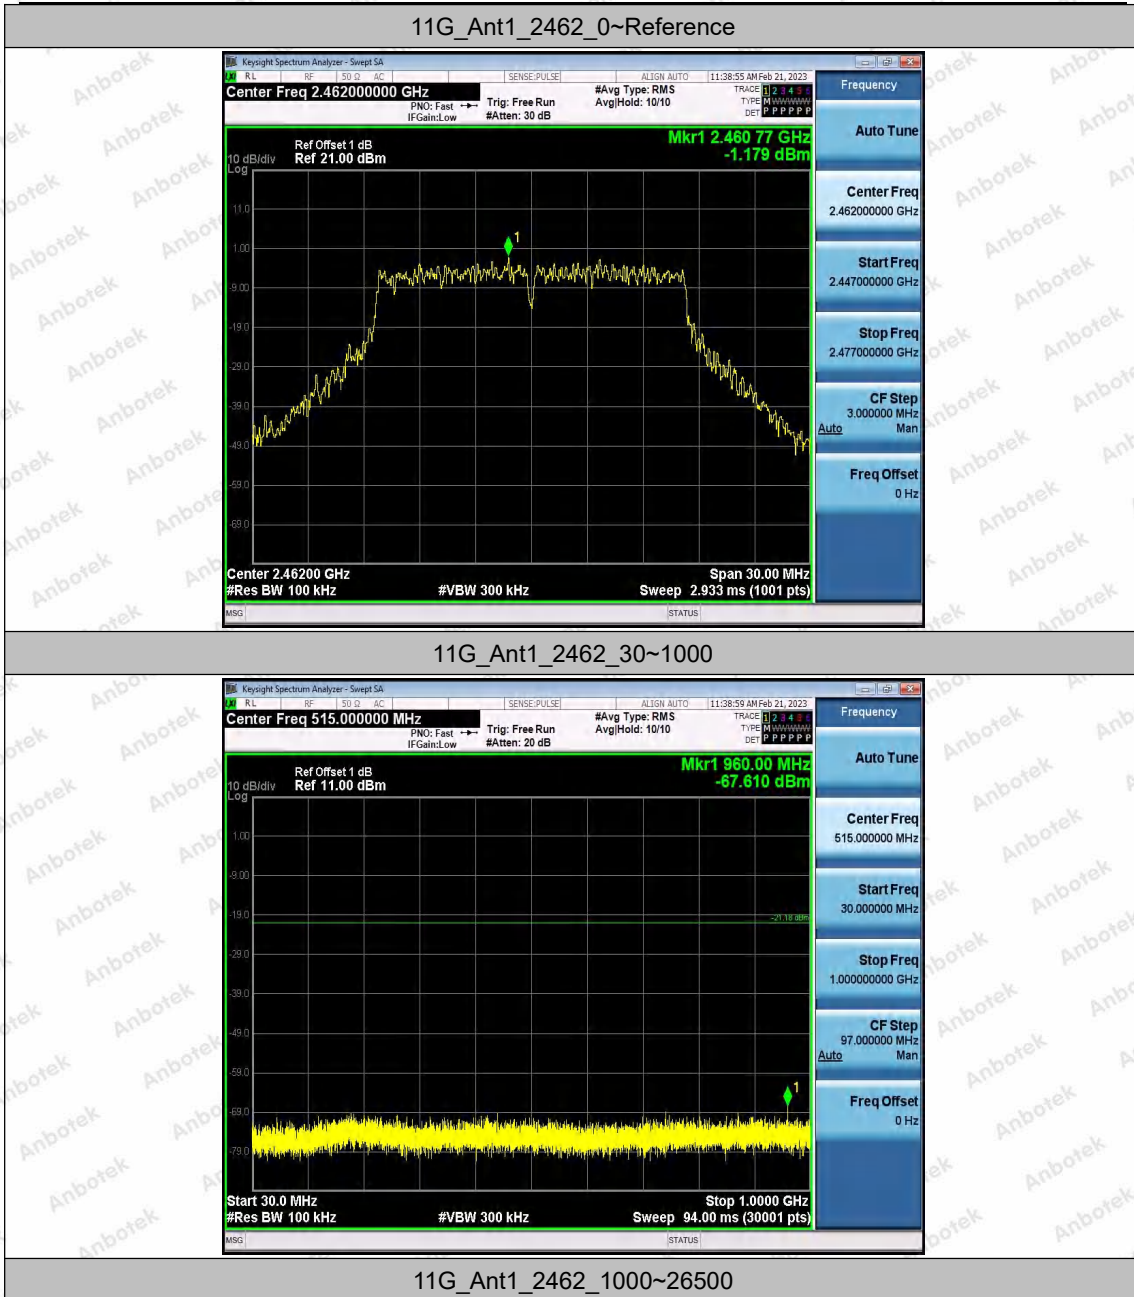 11G_Ant1_2462_0~Reference
Keysight Spectrum Analyzer - Swept SA
LXI RL RF 50 Ω AC SENSE:PULSE ALIGN AUTO 11:38:55 AM Feb 21, 2023
Center Freq 2.462000000 GHz
PNO: Fast
IFGain:Low
Trig: Free Run
#Atten: 30 dB
#Avg Type: RMS
Avg|Hold: 10/10
TRACE 1 2 3 4 5 6
TYPE M WWWWW
DET P P P P P P
Ref Offset 1 dB
10 dB/div Ref 21.00 dBm
Log
Mkr1 2.460 77 GHz
-1.179 dBm
11.0
1.00
-9.00
-19.0
-29.0
-39.0
-49.0
-59.0
-69.0
1
Center 2.46200 GHz Span 30.00 MHz
#Res BW 100 kHz #VBW 300 kHz Sweep 2.933 ms (1001 pts)
MSG STATUS
Frequency
Auto Tune
Center Freq
2.462000000 GHz
Start Freq
2.447000000 GHz
Stop Freq
2.477000000 GHz
CF Step
3.000000 MHz
Auto Man
Freq Offset
0 Hz
11G_Ant1_2462_30~1000
Keysight Spectrum Analyzer - Swept SA
LXI RL RF 50 Ω AC SENSE:PULSE ALIGN AUTO 11:38:59 AM Feb 21, 2023
Center Freq 515.000000 MHz
PNO: Fast
IFGain:Low
Trig: Free Run
#Atten: 20 dB
#Avg Type: RMS
Avg|Hold: 10/10
TRACE 1 2 3 4 5 6
TYPE M WWWWW
DET P P P P P P
Ref Offset 1 dB
10 dB/div Ref 11.00 dBm
Log
Mkr1 960.00 MHz
-67.610 dBm
1.00
-9.00
-19.0
-29.0
-39.0
-49.0
-59.0
-69.0
-79.0
-21.18 dBm
1
Start 30.0 MHz Stop 1.0000 GHz
#Res BW 100 kHz #VBW 300 kHz Sweep 94.00 ms (30001 pts)
MSG STATUS
Frequency
Auto Tune
Center Freq
515.000000 MHz
Start Freq
30.000000 MHz
Stop Freq
1.000000000 GHz
CF Step
97.000000 MHz
Auto Man
Freq Offset
0 Hz
11G_Ant1_2462_1000~26500